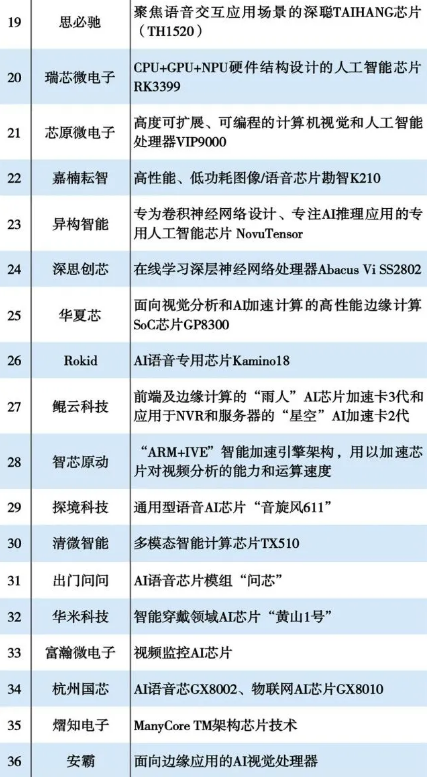 19 思必驰 聚焦语音交互应用场景的深聪TAIHANG芯片
（TH1520）
20 瑞芯微电子 CPU+GPU+NPU硬件结构设计的人工智能芯片
RK3399
21 芯原微电子 高度可扩展、可编程的计算机视觉和人工智能
处理器VIP9000
22 嘉楠耘智 高性能、低功耗图像/语音芯片勘智K210
23 异构智能 专为卷积神经网络设计、专注AI推理应用的专
用人工智能芯片 NovuTensor
24 深思创芯 在线学习深层神经网络处理器Abacus Vi SS2802
25 华夏芯 面向视觉分析和AI加速计算的高性能边缘计算
SoC芯片GP8300
26 Rokid AI语音专用芯片Kamino18
27 鲲云科技 前端及边缘计算的“雨人”AI芯片加速卡3代和
应用于NVR和服务器的“星空”AI加速卡2代
28 智芯原动 “ARM+IVE”智能加速引擎架构，用以加速芯
片对视频分析的能力和运算速度
29 探境科技 通用型语音AI芯片“音旋风611”
30 清微智能 多模态智能计算芯片TX510
31 出门问问 AI语音芯片模组“问芯”
32 华米科技 智能穿戴领域AI芯片“黄山1号”
33 富瀚微电子 视频监控AI芯片
34 杭州国芯 AI语音芯GX8002、物联网AI芯片GX8010
35 熠知电子 ManyCore TM架构芯片技术
36 安霸 面向边缘应用的AI视觉处理器